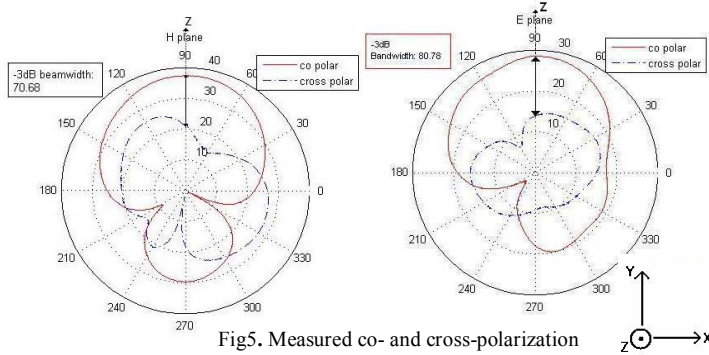 Z
H plane
-3dB beamwidth:
70.68
co polar
cross polar
90
120
60
150
30
180
0
210
330
240
300
270
40
30
20
10
Z
E plane
-3dB
Bandwidth: 80.78
co polar
cross polar
90
120
60
150
30
180
0
210
330
240
300
270
30
20
10
Fig5. Measured co- and cross-polarization
Y
Z
X